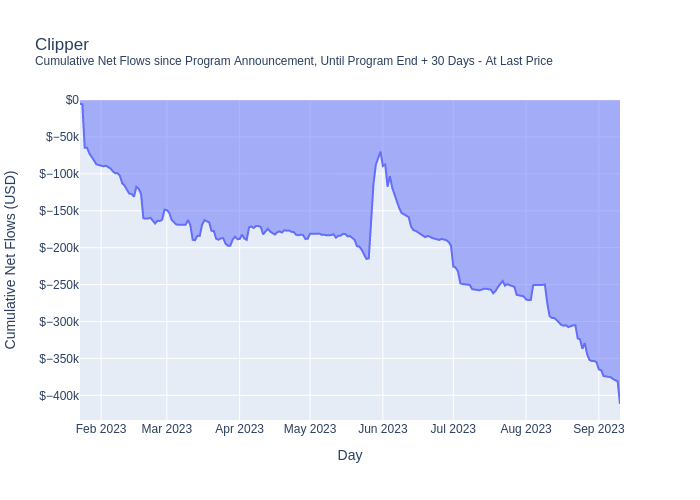 Clipper
Cumulative Net Flows since Program Announcement, Until Program End + 30 Days - At Last Price
Cumulative Net Flows (USD)
$0
$−50k
$−100k
$−150k
$−200k
$−250k
$−300k
$−350k
$−400k
Feb 2023 Mar 2023 Apr 2023 May 2023 Jun 2023 Jul 2023 Aug 2023 Sep 2023
Day